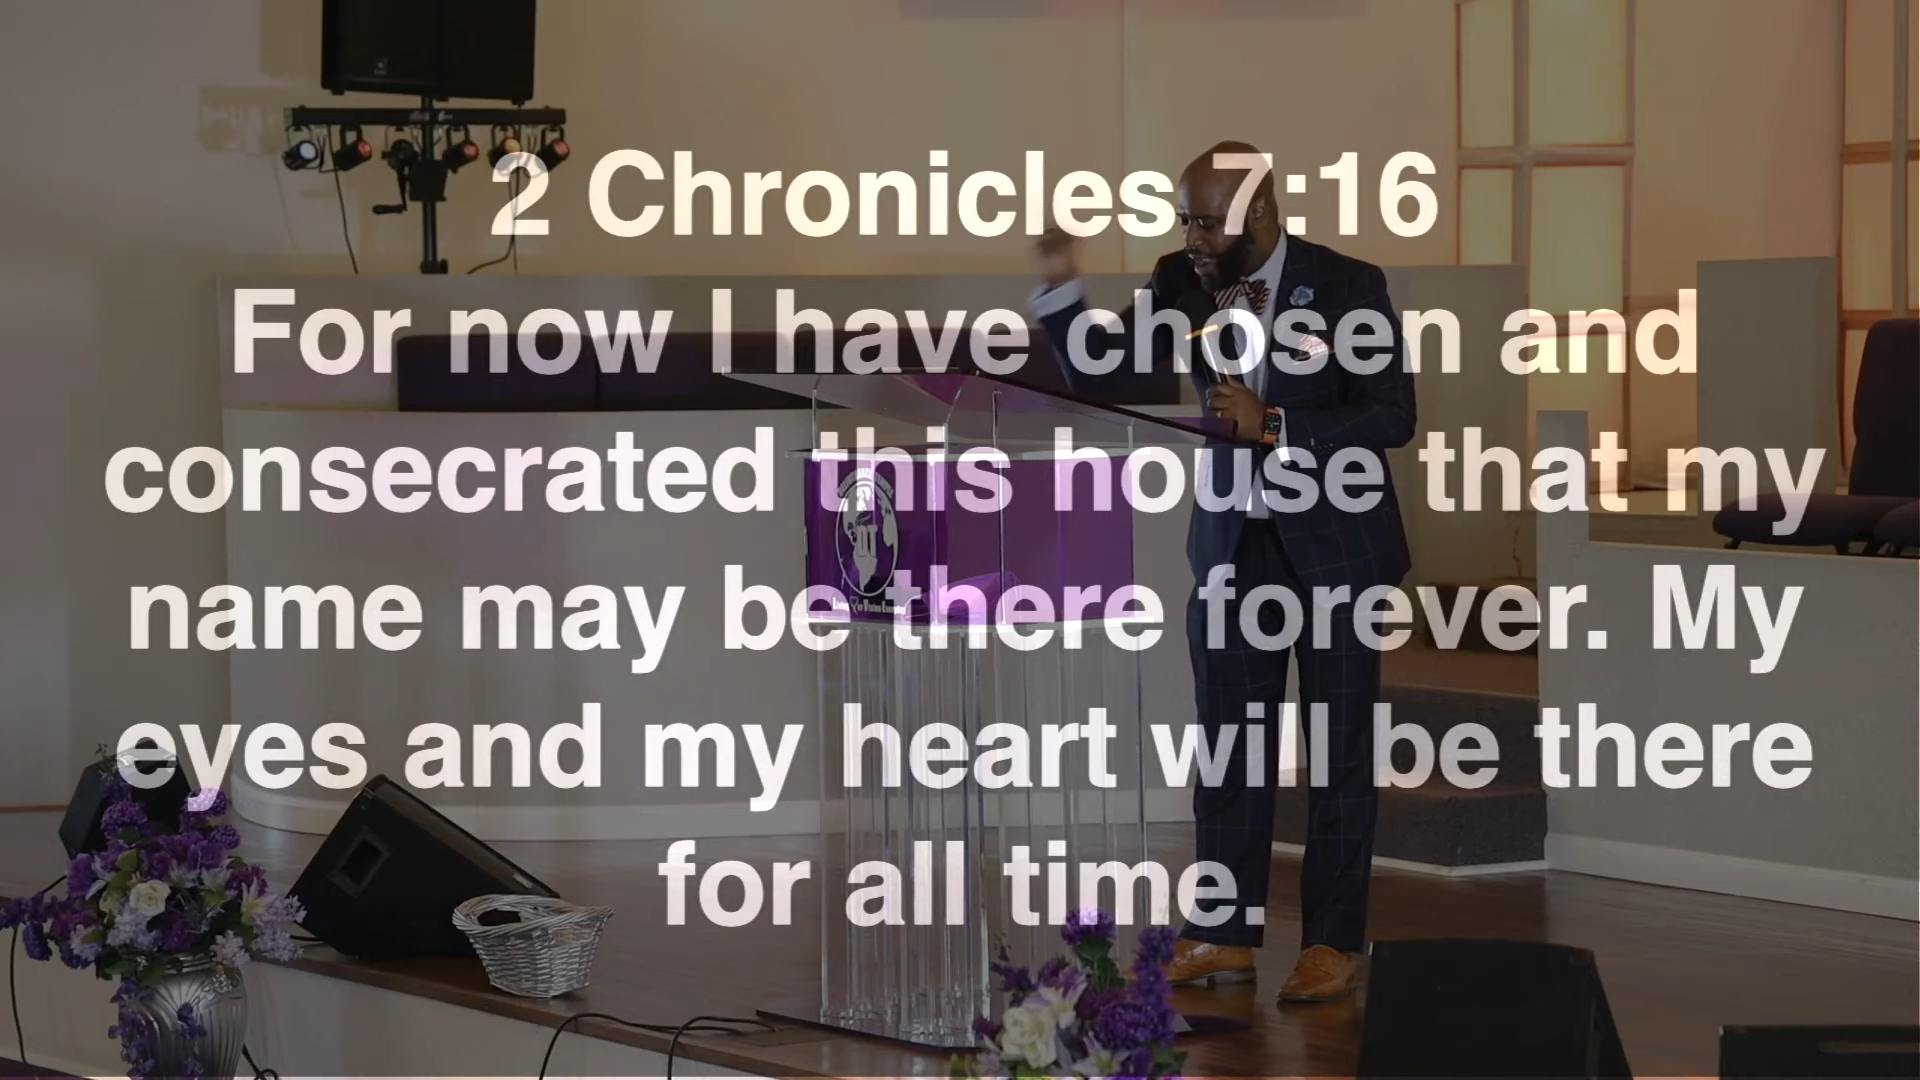 2 Chronicles 7:16
For now I have chosen and
consecrated this house that my
name may be there forever. My
eyes and my heart will be there
for all time.